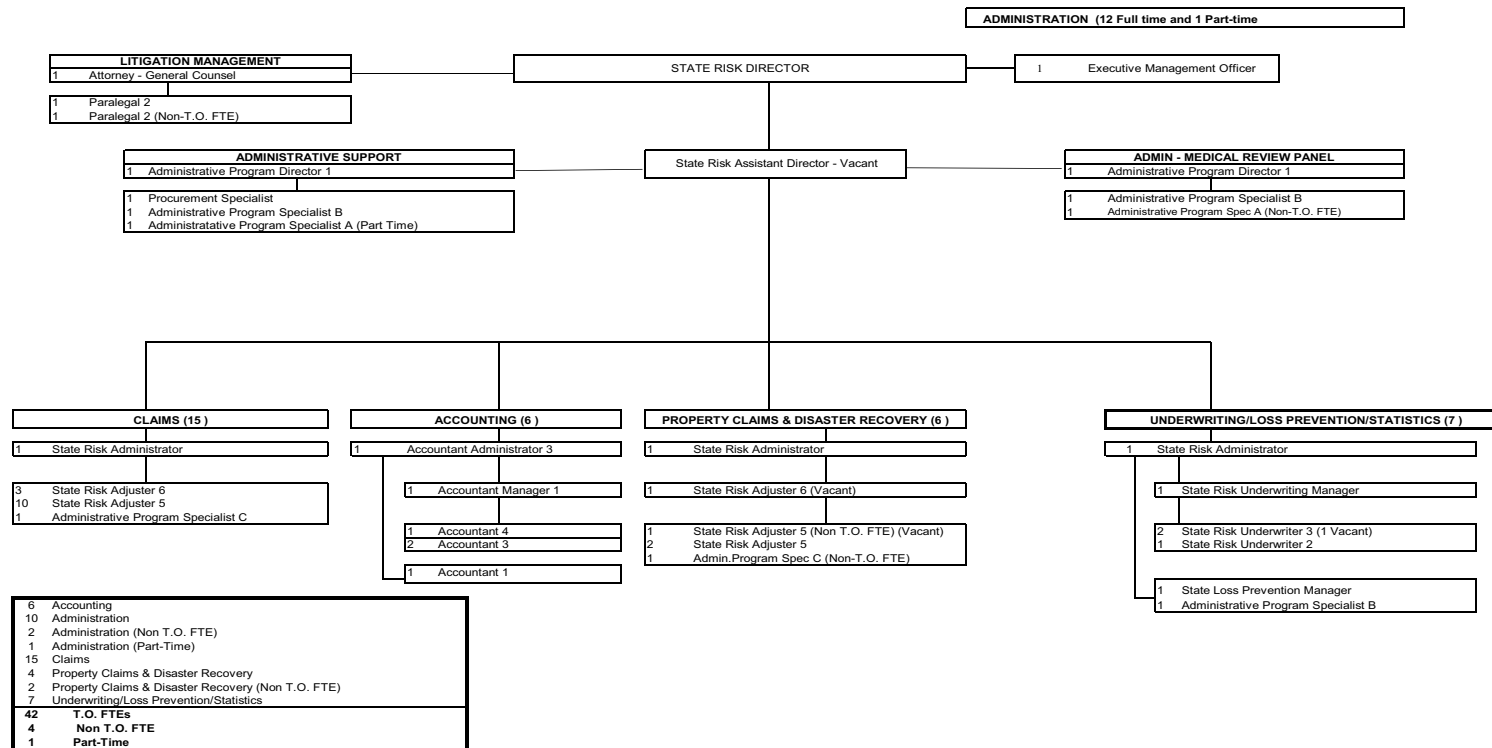 ADMINISTRATION (12 Full time and 1 Part-time
LITIGATION MANAGEMENT
1 Attorney - General Counsel
STATE RISK DIRECTOR
1 Executive Management Officer
1 Paralegal 2
1 Paralegal 2 (Non-T.O. FTE)
ADMINISTRATIVE SUPPORT
1 Administrative Program Director 1
State Risk Assistant Director - Vacant
ADMIN - MEDICAL REVIEW PANEL
1 Administrative Program Director 1
1 Procurement Specialist
1 Administrative Program Specialist B
1 Administratative Program Specialist A (Part Time)
1 Administrative Program Specialist B
1 Administrative Program Spec A (Non-T.O. FTE)
CLAIMS (15 )
1 State Risk Administrator
3 State Risk Adjuster 6
10 State Risk Adjuster 5
1 Administrative Program Specialist C
ACCOUNTING (6 )
1 Accountant Administrator 3
1 Accountant Manager 1
1 Accountant 4
2 Accountant 3
1 Accountant 1
PROPERTY CLAIMS & DISASTER RECOVERY (6 )
1 State Risk Administrator
1 State Risk Adjuster 6 (Vacant)
1 State Risk Adjuster 5 (Non T.O. FTE) (Vacant)
2 State Risk Adjuster 5
1 Admin.Program Spec C (Non-T.O. FTE)
UNDERWRITING/LOSS PREVENTION/STATISTICS (7 )
1 State Risk Administrator
1 State Risk Underwriting Manager
2 State Risk Underwriter 3 (1 Vacant)
1 State Risk Underwriter 2
1 State Loss Prevention Manager
1 Administrative Program Specialist B
6 Accounting
10 Administration
2 Administration (Non T.O. FTE)
1 Administration (Part-Time)
15 Claims
4 Property Claims & Disaster Recovery
2 Property Claims & Disaster Recovery (Non T.O. FTE)
7 Underwriting/Loss Prevention/Statistics
42 T.O. FTEs
4 Non T.O. FTE
1 Part-Time